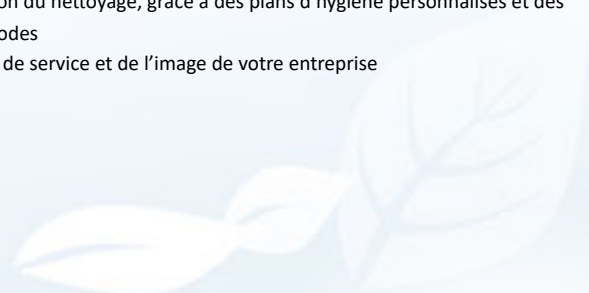 on du nettoyage, grâce à des plans d’hygiène personnalisés et des
odes
de service et de l’image de votre entreprise